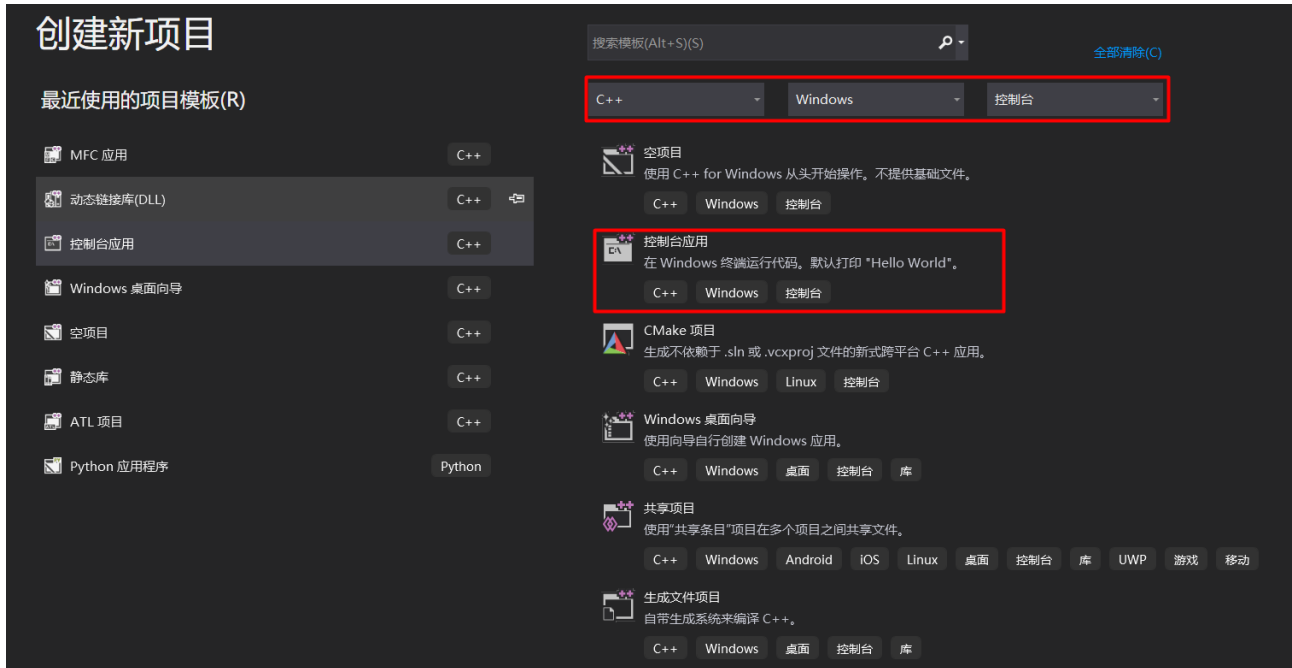 创建新项目
搜索模板(Alt+S)(S)
全部清除(C)
最近使用的项目模板(R)
C++ Windows 控制台
MFC 应用 C++
动态链接库(DLL) C++
控制台应用 C++
Windows 桌面向导 C++
空项目 C++
静态库 C++
ATL 项目 C++
Python 应用程序 Python
空项目
使用 C++ for Windows 从头开始操作。不提供基础文件。
C++ Windows 控制台
控制台应用
在 Windows 终端运行代码。默认打印 "Hello World"。
C++ Windows 控制台
CMake 项目
生成不依赖于 .sln 或 .vcxproj 文件的新式跨平台 C++ 应用。
C++ Windows Linux 控制台
Windows 桌面向导
使用向导自行创建 Windows 应用。
C++ Windows 桌面 控制台 库
共享项目
使用"共享条目"项目在多个项目之间共享文件。
C++ Windows Android iOS Linux 桌面 控制台 库 UWP 游戏 移动
生成文件项目
自带生成系统来编译 C++。
C++ Windows 桌面 控制台 库